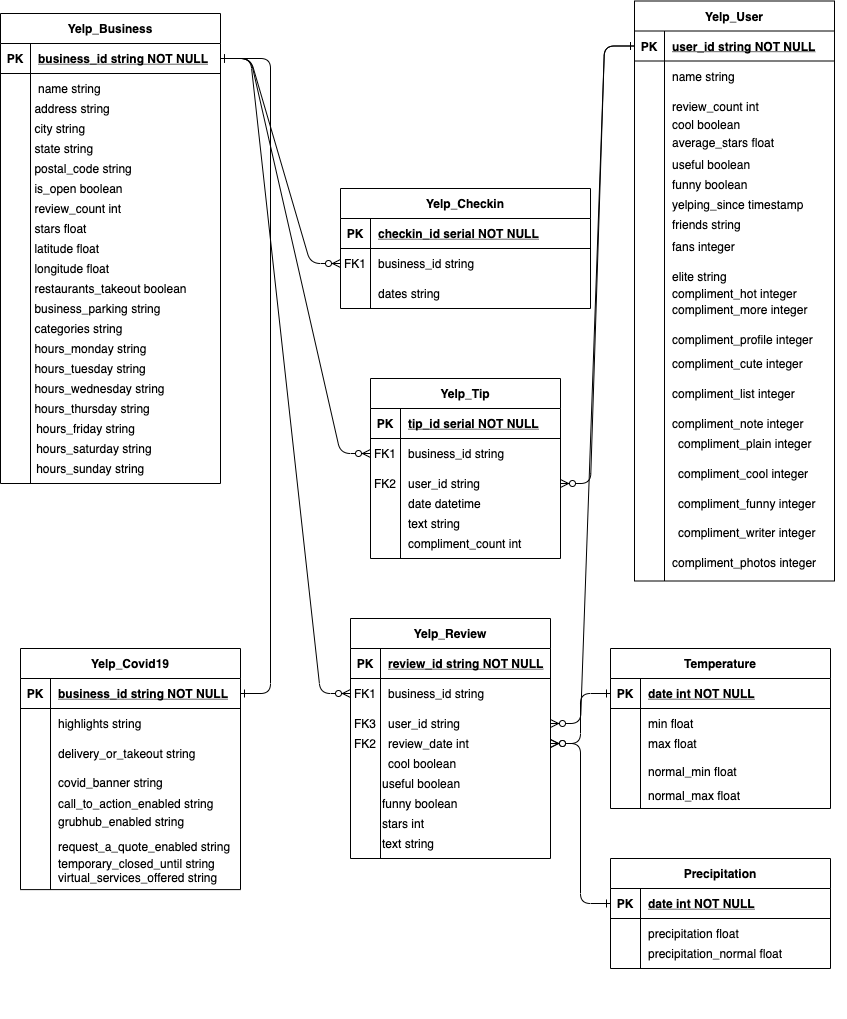 Yelp_Business
PK business_id string NOT NULL
name string
address string
city string
state string
postal_code string
is_open boolean
review_count int
stars float
latitude float
longitude float
restaurants_takeout boolean
business_parking string
categories string
hours_monday string
hours_tuesday string
hours_wednesday string
hours_thursday string
hours_friday string
hours_saturday string
hours_sunday string
Yelp_User
PK user_id string NOT NULL
name string
review_count int
cool boolean
average_stars float
useful boolean
funny boolean
yelping_since timestamp
friends string
fans integer
elite string
compliment_hot integer
compliment_more integer
compliment_profile integer
compliment_cute integer
compliment_list integer
compliment_note integer
compliment_plain integer
compliment_cool integer
compliment_funny integer
compliment_writer integer
compliment_photos integer
Yelp_Checkin
PK checkin_id serial NOT NULL
FK1 business_id string
dates string
Yelp_Tip
PK tip_id serial NOT NULL
FK1 business_id string
FK2 user_id string
date datetime
text string
compliment_count int
Yelp_Covid19
PK business_id string NOT NULL
highlights string
delivery_or_takeout string
covid_banner string
call_to_action_enabled string
grubhub_enabled string
request_a_quote_enabled string
temporary_closed_until string
virtual_services_offered string
Yelp_Review
PK review_id string NOT NULL
FK1 business_id string
FK3 user_id string
FK2 review_date int
cool boolean
useful boolean
funny boolean
stars int
text string
Temperature
PK date int NOT NULL
min float
max float
normal_min float
normal_max float
Precipitation
PK date int NOT NULL
precipitation float
precipitation_normal float